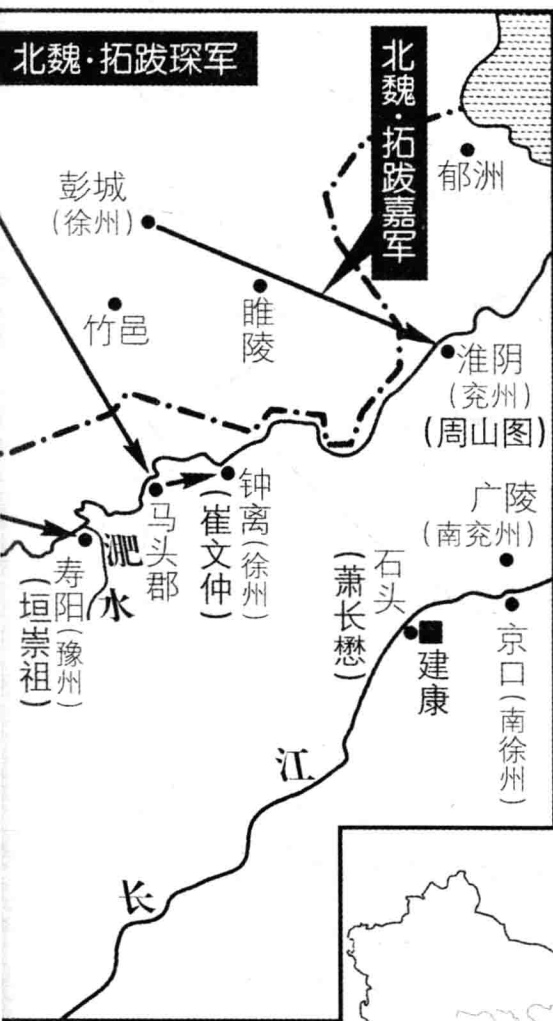 北魏·拓跋琛军
北魏·拓跋嘉军
郁洲
彭城
(徐州)
竹邑
睢陵
淮阴
(兖州)
(周山图)
钟离(徐州)
(崔文仲)
马头郡
淝水
寿阳(豫州)
(垣崇祖)
广陵
(南兖州)
石头
(萧长懋)
建康
京口(南徐州)
长江